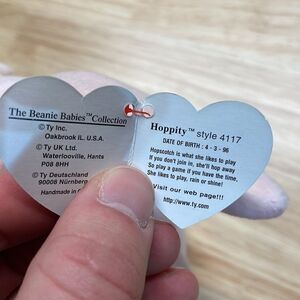 The Beanie Babies™Collection
© Ty Inc.
Oakbrook IL. U.S.A.
© Ty UK Ltd.
Waterlooville, Hants
P08 8HH
© Ty Deutschland
90008 Nürnberg
Handmade in
Hoppity™ style 4117
DATE OF BIRTH : 4 - 3 - 96
Hopscotch is what she likes to play
If you don't join in, she'll hop away
So play a game if you have the time,
She likes to play, rain or shine!
Visit our web page!!!
http://www.ty.com